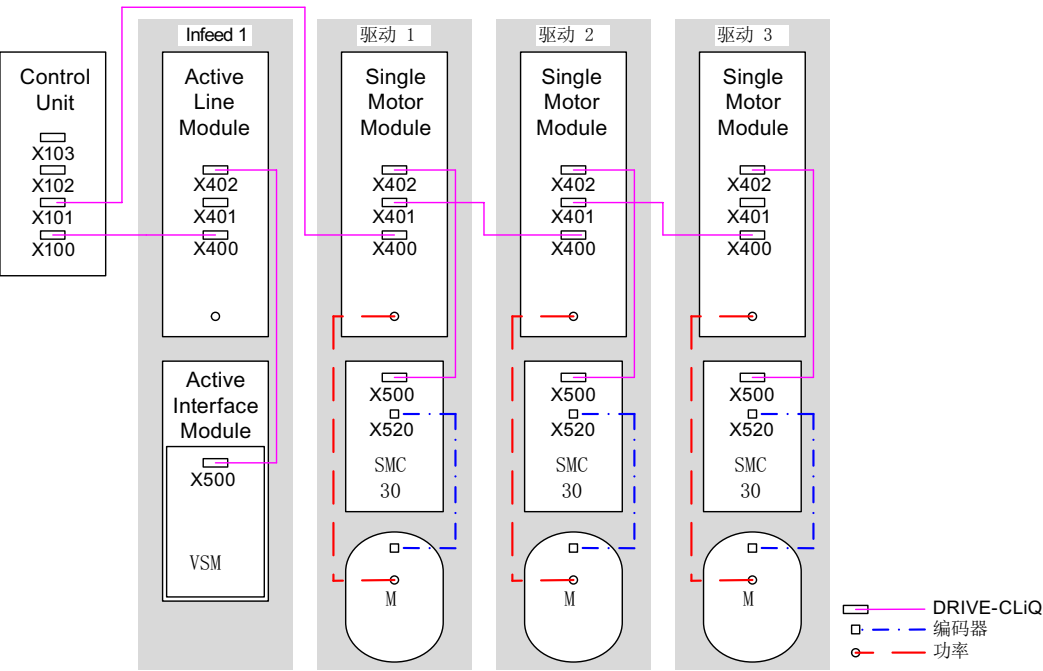 Control
Unit
X103
X102
X101
X100
Infeed 1
Active
Line
Module
X402
X401
X400
Active
Interface
Module
X500
VSM
驱动 1
Single
Motor
Module
X402
X401
X400
X500
X520
SMC
30
M
驱动 2
Single
Motor
Module
X402
X401
X400
X500
X520
SMC
30
M
驱动 3
Single
Motor
Module
X402
X401
X400
X500
X520
SMC
30
M
DRIVE-CLiQ
编码器
功率